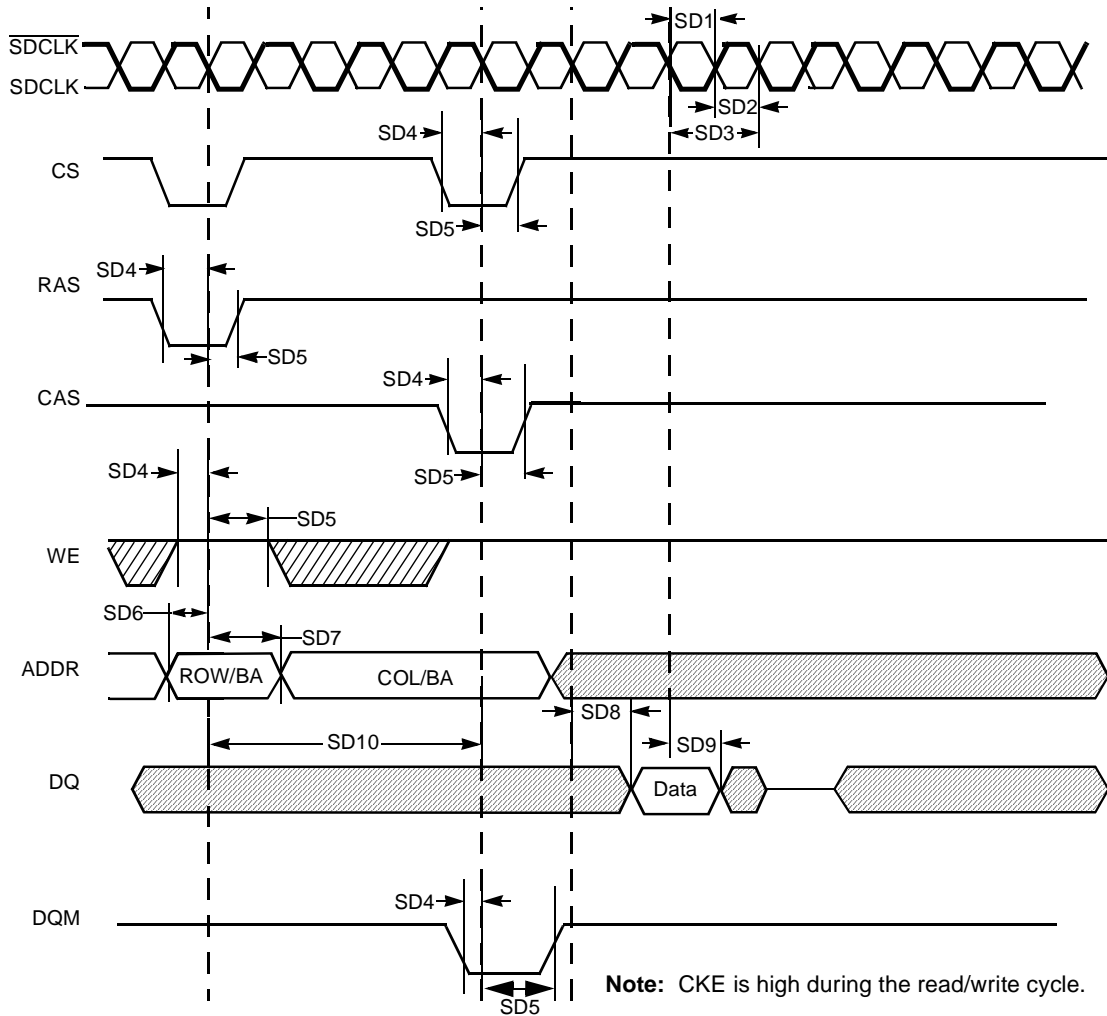 SD1
SDCLK
SDCLK
SD2
SD4
SD3
CS
SD5
SD4
RAS
SD5
SD4
CAS
SD4
SD5
SD5
WE
SD6
SD7
ADDR
ROW/BA
COL/BA
SD8
SD10
SD9
DQ
Data
SD4
DQM
Note: CKE is high during the read/write cycle.
SD5